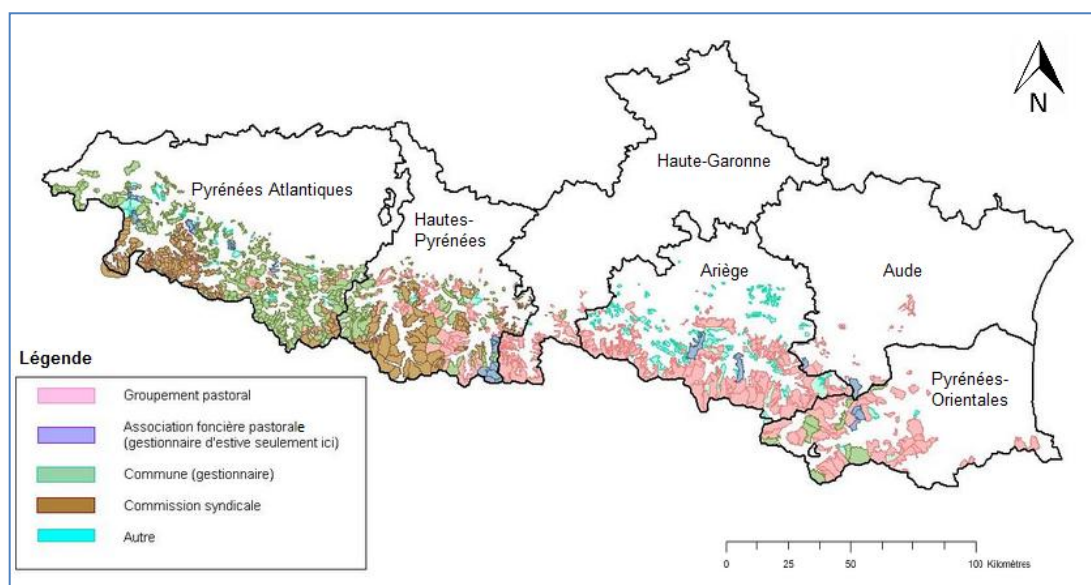 N
Haute-Garonne
Pyrénées Atlantiques
Hautes-
Pyrénées
Ariège
Aude
Pyrénées-
Orientales
Légende
Groupement pastoral
Association foncière pastorale
(gestionnaire d'estive seulement ici)
Commune (gestionnaire)
Commission syndicale
Autre
0 25 50 100 Kilomètres